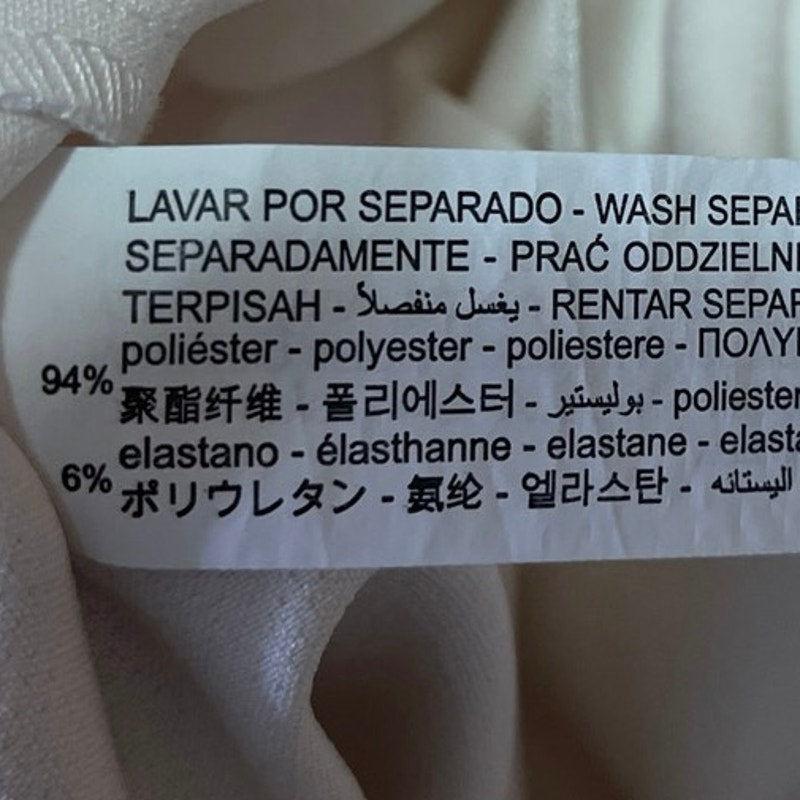 LAVAR POR SEPARADO - WASH SEPAR
SEPARADAMENTE - PRAĆ ODDZIELNI
TERPISAH - يغسل منفصلاً - RENTAR SEPAR
94% poliéster - polyester - poliestere - ΠΟΛΥ
聚酯纤维 - 폴리에스터 - بوليستير - poliester
6% elastano - élasthanne - elastane - elasta
ポリウレタン - 氨纶 - 엘라스탄 - اليستانه